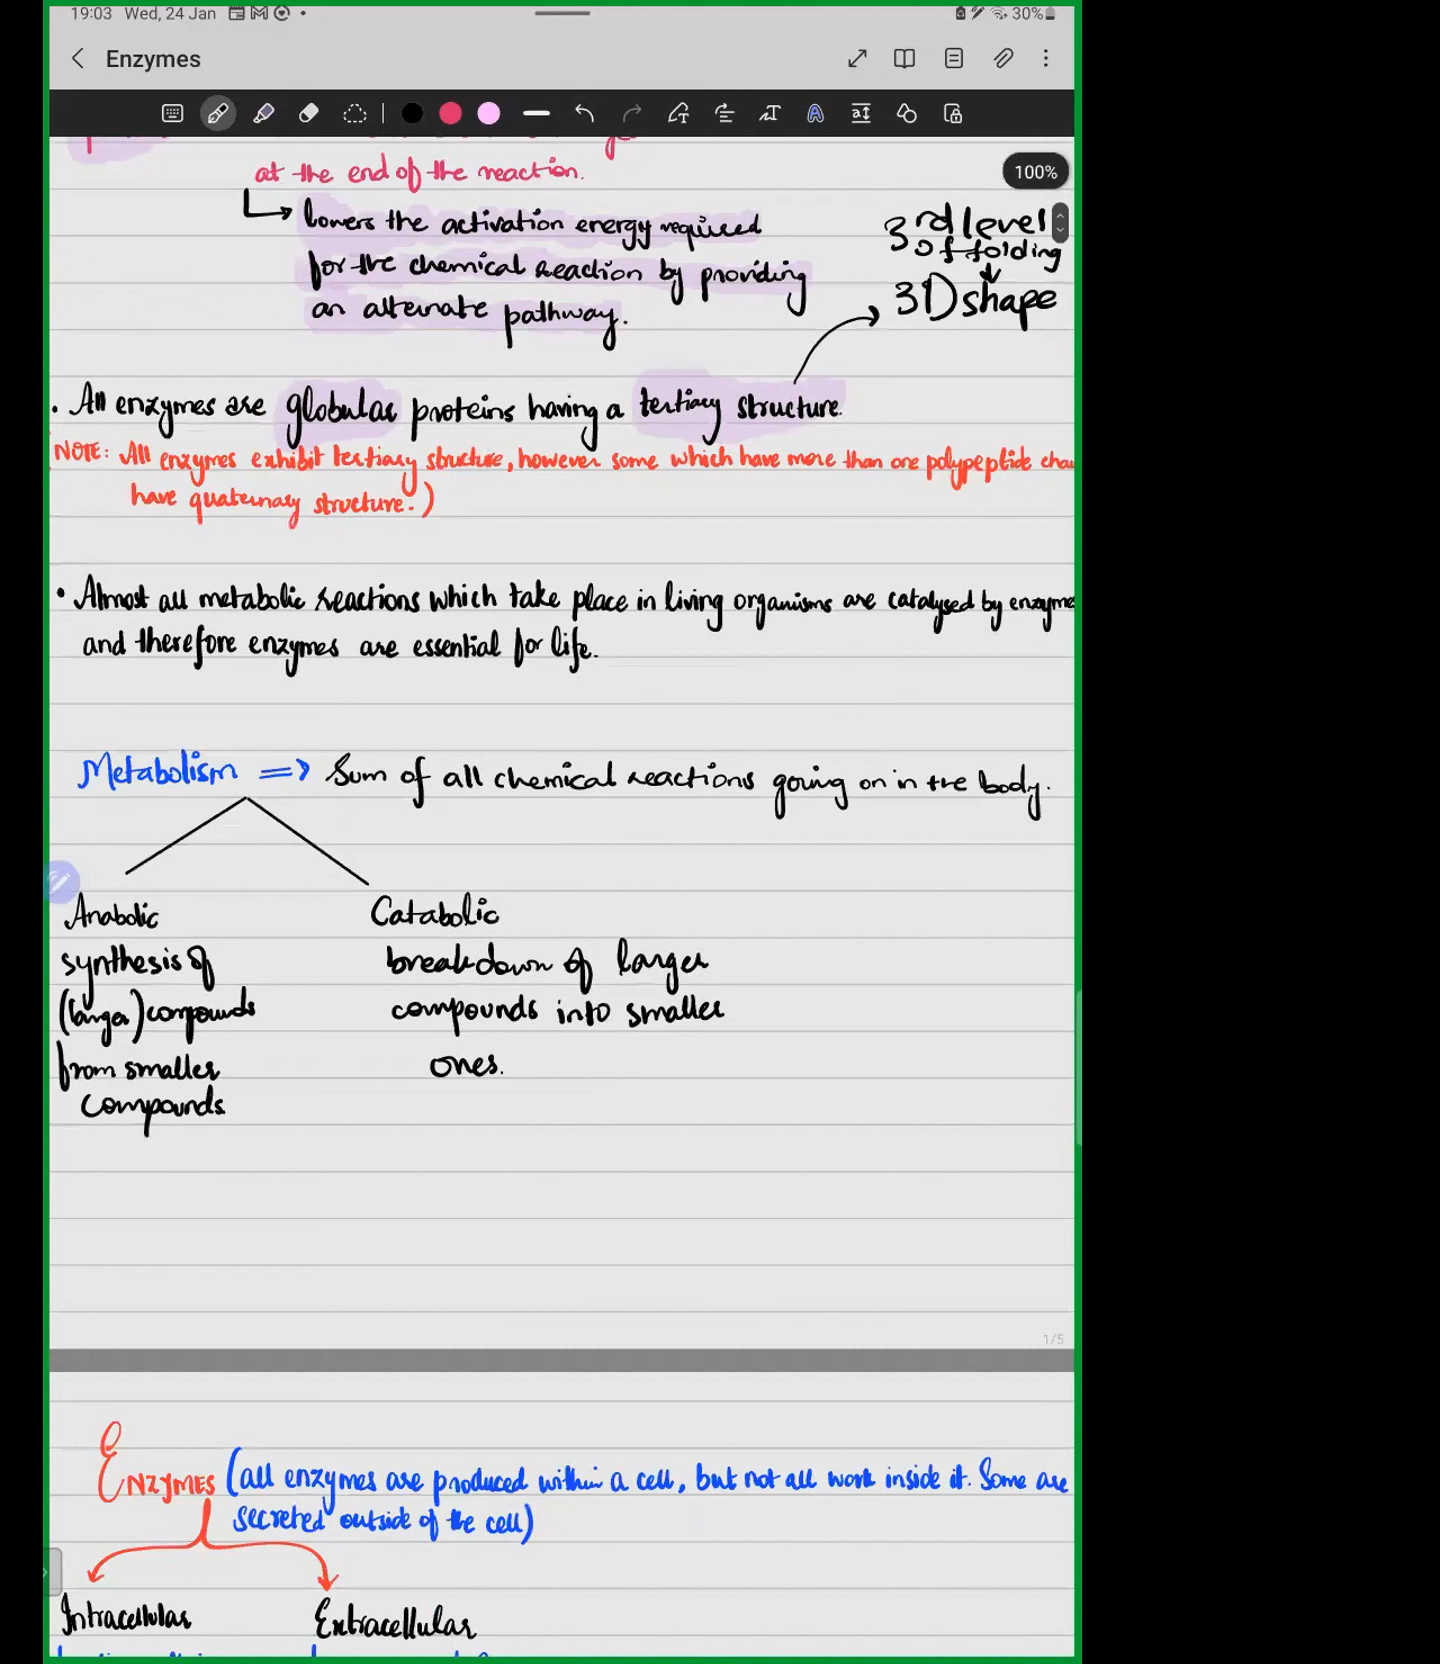 19:03 Wed, 24 Jan
30%
Enzymes
100%
at the end of the reaction.
lowers the activation energy required
for the chemical reaction by providing
an alternate pathway.
3rd level
of folding
3D shape
. All enzymes are globular proteins having a tertiary structure.
NOTE: All enzymes exhibit tertiary structure, however some which have more than one polypeptide chai
have quaternary structure.)
• Almost all metabolic reactions which take place in living organisms are catalysed by enzyme
and therefore enzymes are essential for life.
Metabolism => Sum of all chemical reactions going on in the body.
Anabolic
synthesis of
(larger) compounds
from smaller
compounds
Catabolic
breakdown of larger
compounds into smaller
ones.
1/5
ENZYMES (all enzymes are produced within a cell, but not all work inside it. Some are
secreted outside of the cell)
Intracellular
Extracellular